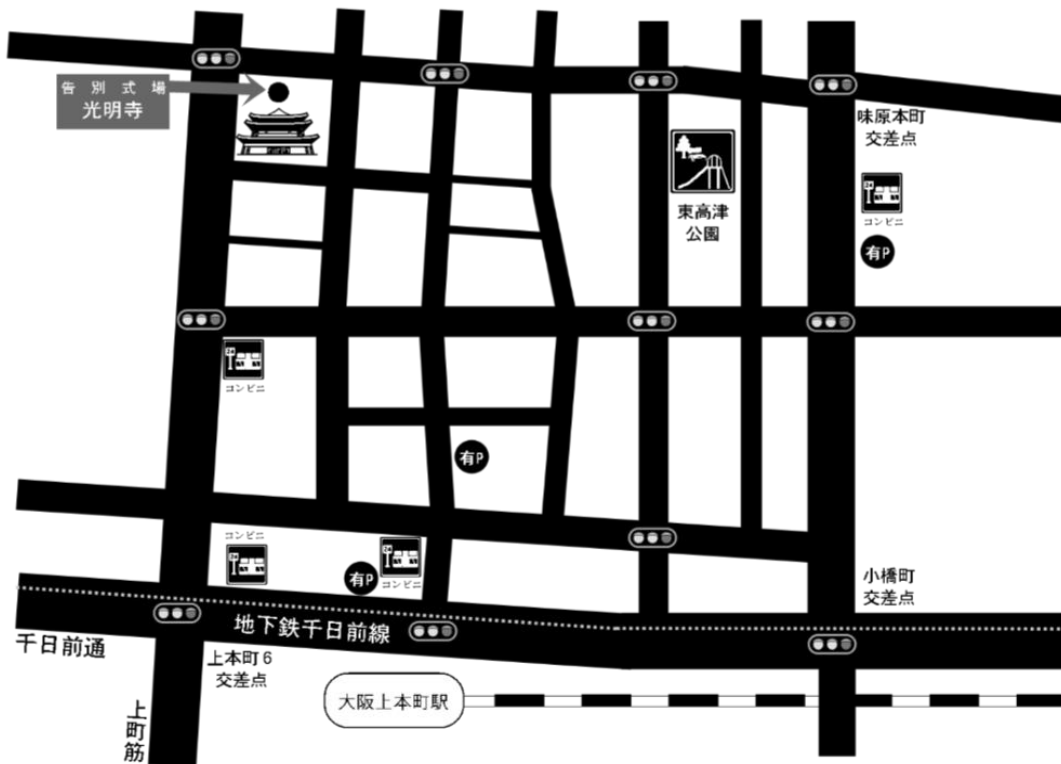 告別式場
光明寺
味原本町
交差点
コンビニ
有P
東高津
公園
コンビニ
有P
コンビニ
有P
コンビニ
小橋町
交差点
地下鉄千日前線
千日前通
上本町6
交差点
大阪上本町駅
上町筋